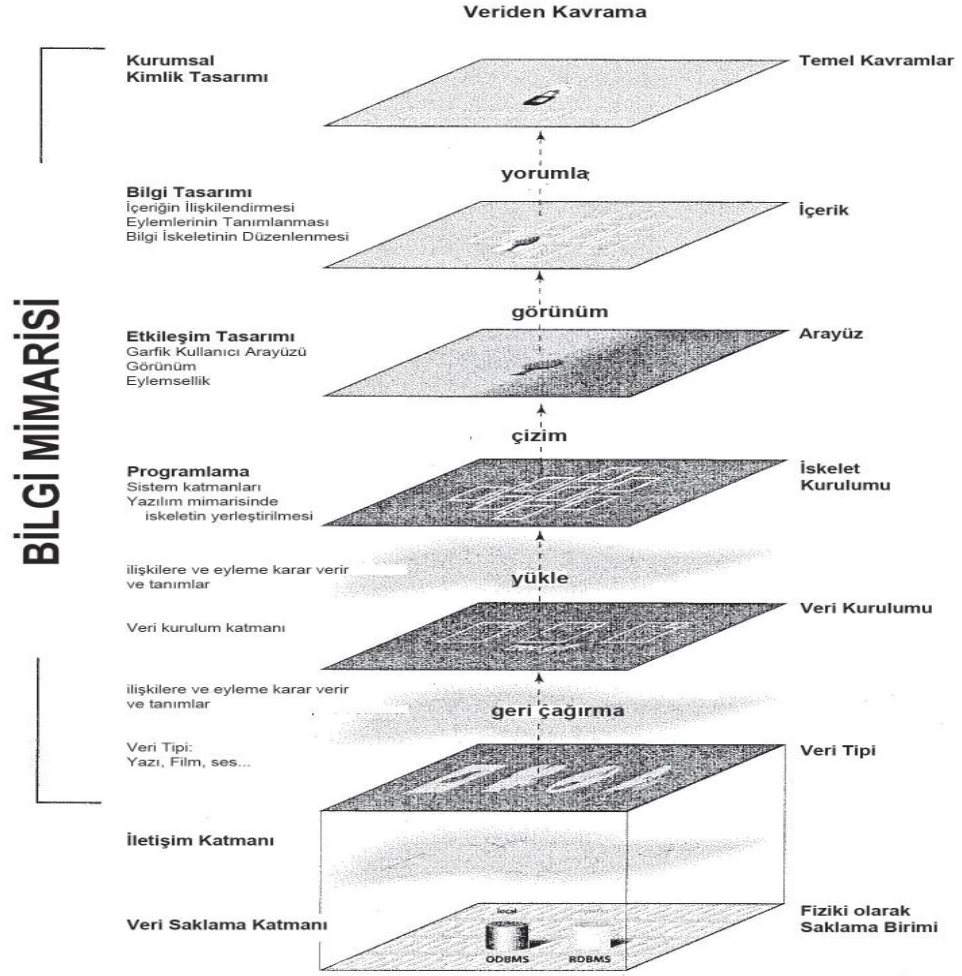 Veriden Kavrama
BİLGİ MİMARİSİ
Kurumsal
Kimlik Tasarımı
Temel Kavramlar
yorumla
Bilgi Tasarımı
İçeriğin İlişkilendirmesi
Eylemlerinin Tanımlanması
Bilgi İskeletinin Düzenlenmesi
İçerik
görünüm
Etkileşim Tasarımı
Garfik Kullanıcı Arayüzü
Görünüm
Eylemsellik
Arayüz
çizim
Programlama
Sistem katmanları
Yazılım mimarisinde
iskeletin yerleştirilmesi
İskelet
Kurulumu
ilişkilere ve eyleme karar verir
ve tanımlar
yükle
Veri kurulum katmanı
Veri Kurulumu
ilişkilere ve eyleme karar verir
ve tanımlar
geri çağırma
Veri Tipi:
Yazı, Film, ses...
Veri Tipi
İletişim Katmanı
Veri Saklama Katmanı
Fiziki olarak
Saklama Birimi
local
ODBMS
RDBMS